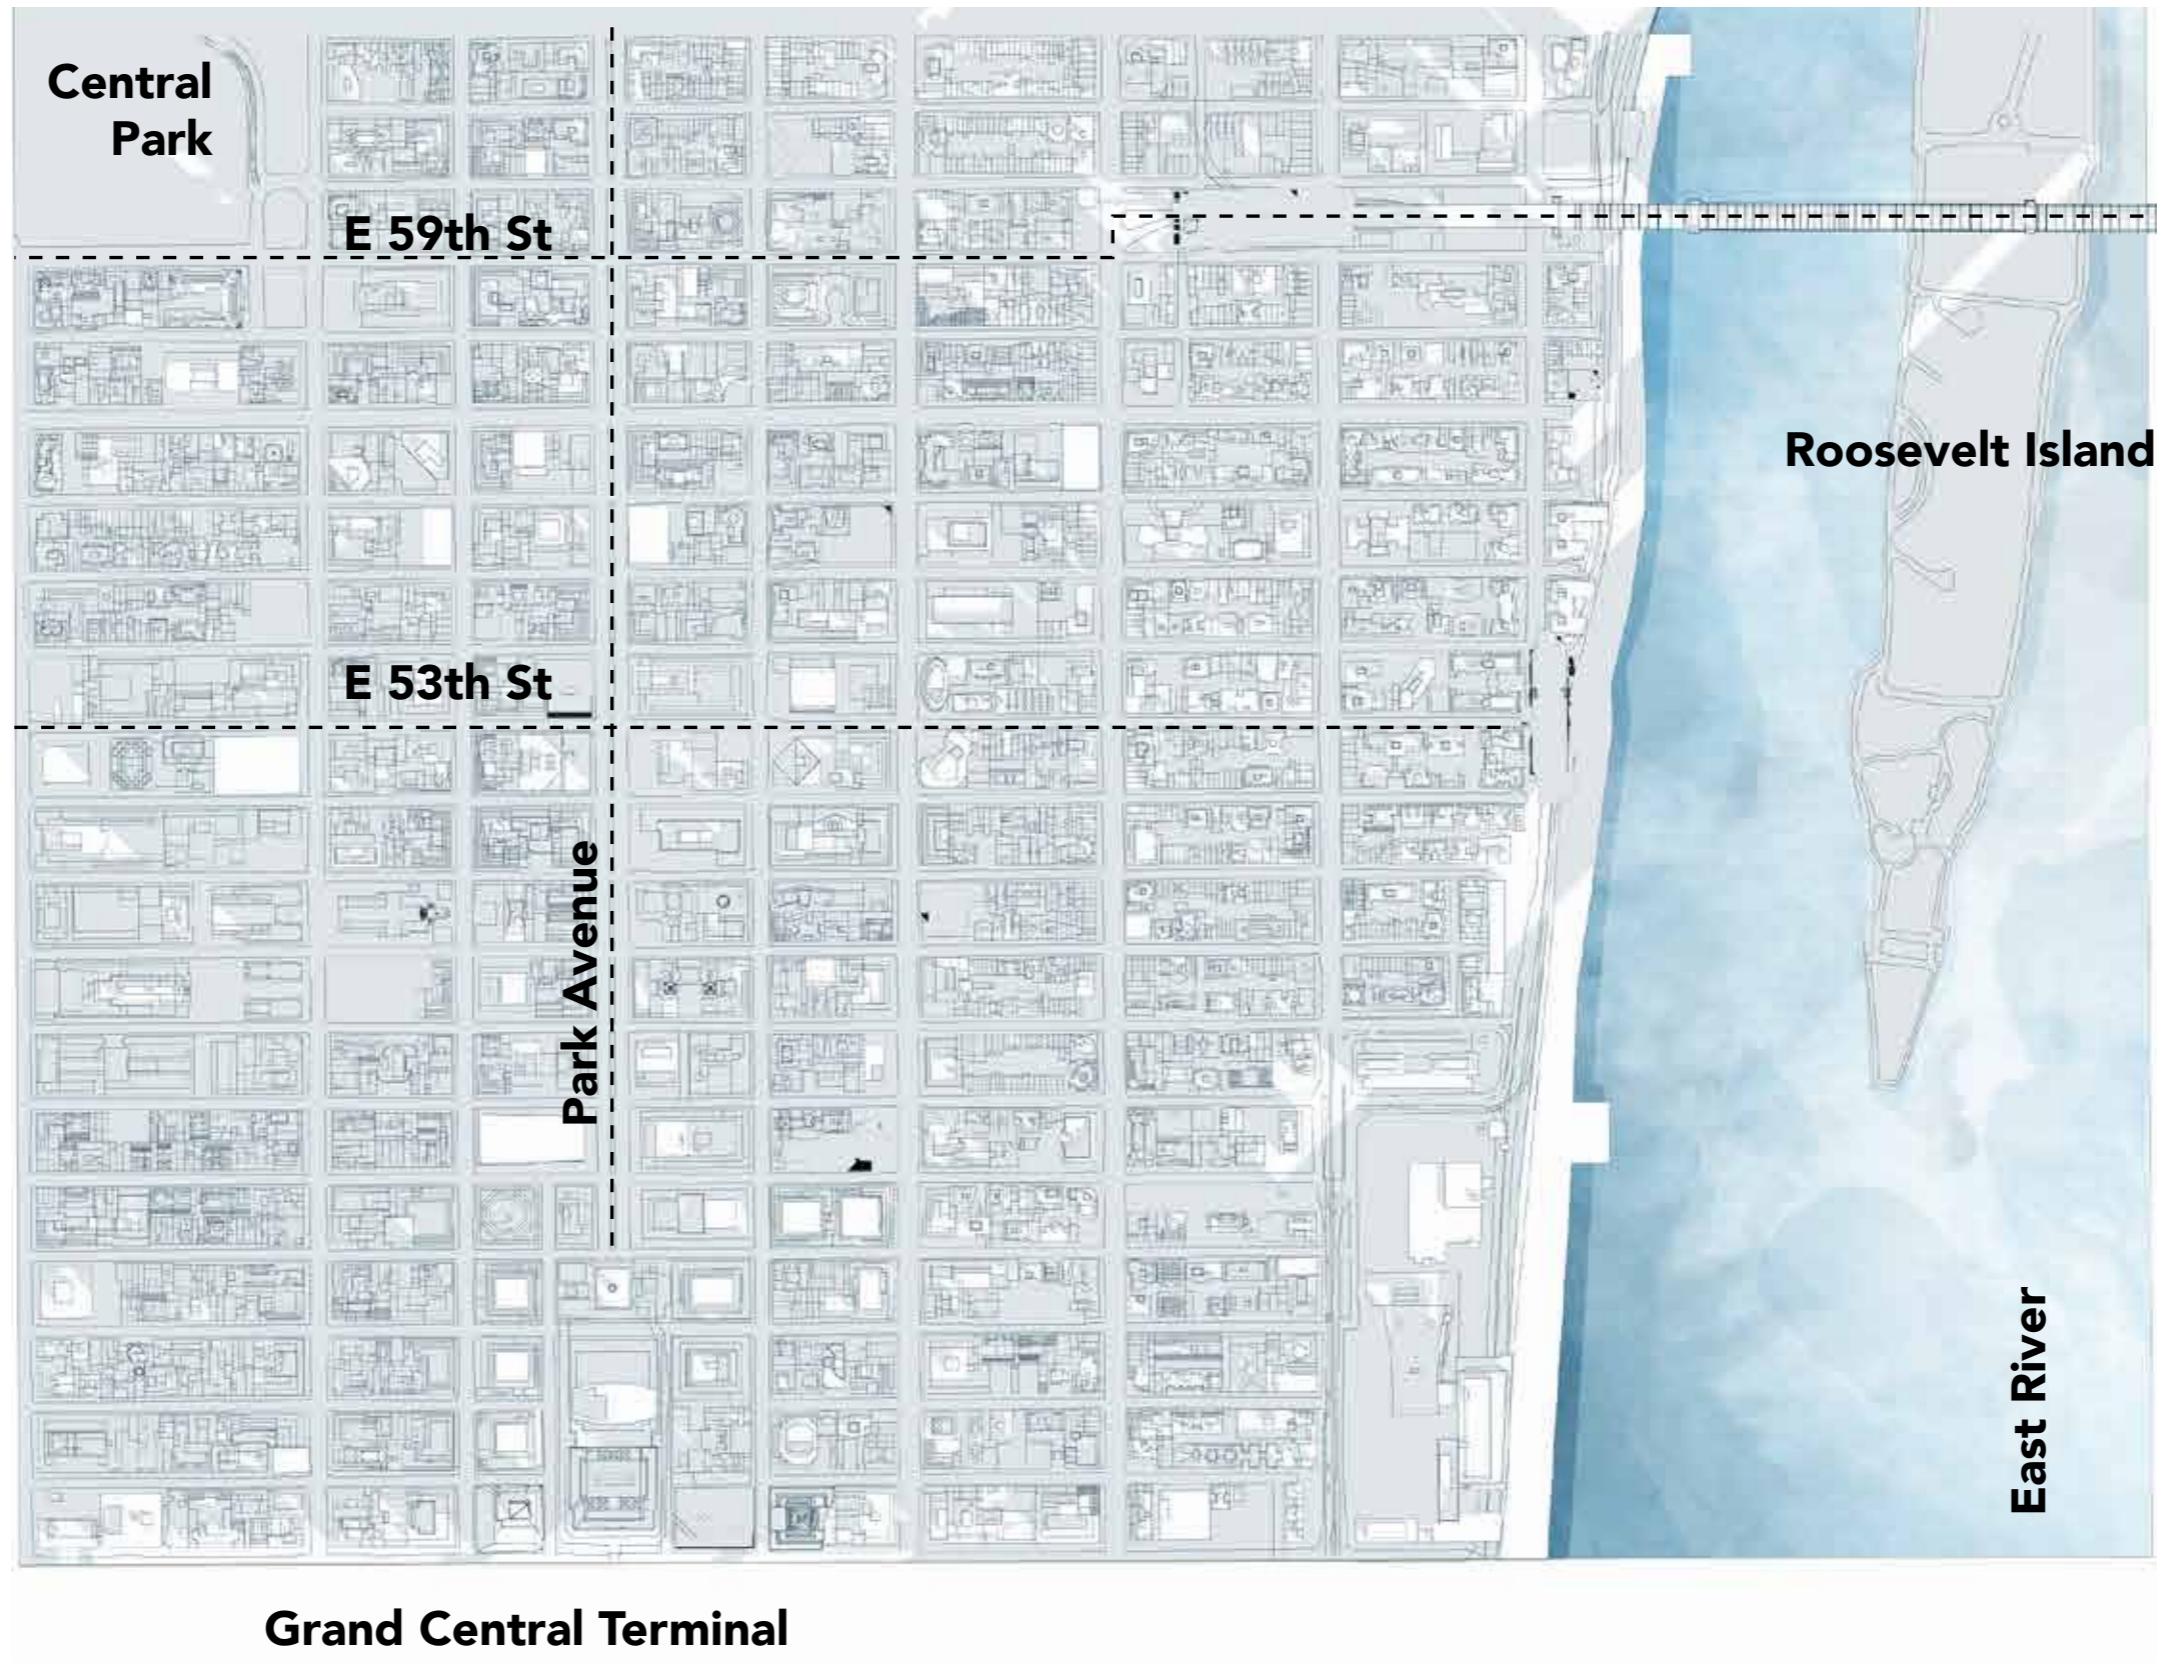 Central
Park
E 59th St
Roosevelt Island
E 53th St
Park Avenue
East River
Grand Central Terminal